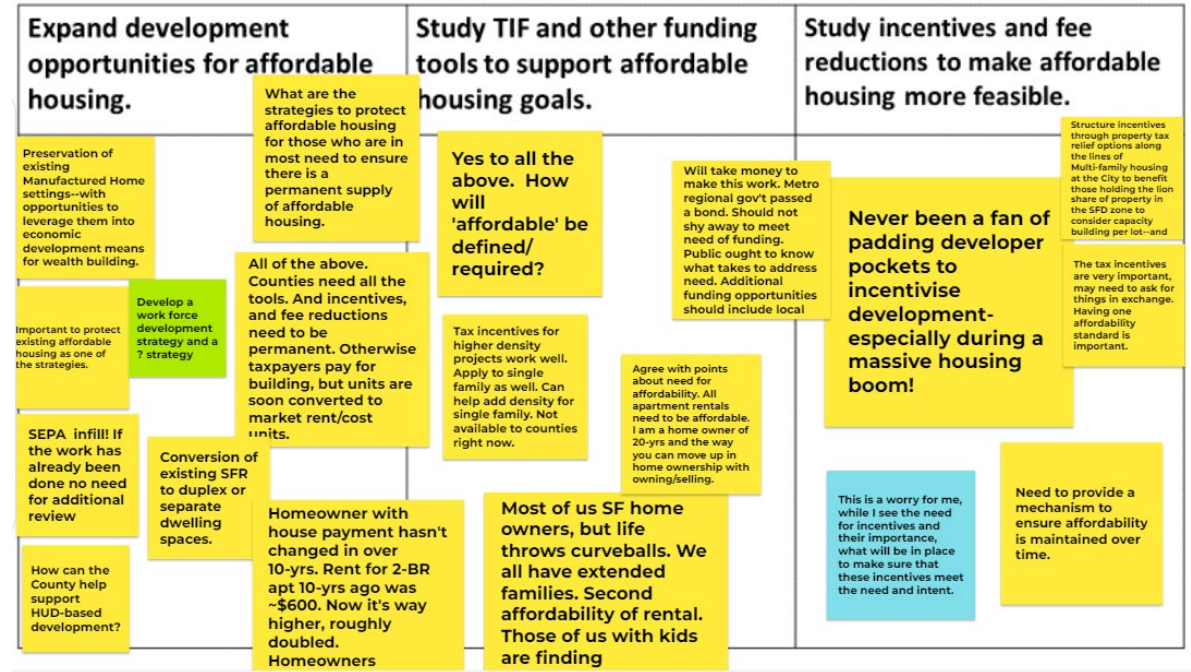 Expand development
opportunities for affordable
housing.
Study TIF and other funding
tools to support affordable
housing goals.
Study incentives and fee
reductions to make affordable
housing more feasible.
What are the
strategies to protect
affordable housing
for those who are in
most need to ensure
there is a
permanent supply
of affordable
housing.
Preservation of
existing
Manufactured Home
settings--with
opportunities to
leverage them into
economic
development means
for wealth building.
All of the above.
Counties need all the
tools. And incentives,
and fee reductions
need to be
permanent. Otherwise
taxpayers pay for
building, but units are
soon converted to
market rent/cost
units.
Important to protect
existing affordable
housing as one of
the strategies.
Develop a
work force
development
strategy and a
? strategy
SEPA infill! If
the work has
already been
done no need
for additional
review
Conversion of
existing SFR
to duplex or
separate
dwelling
spaces.
Homeowner with
house payment hasn't
changed in over
10-yrs. Rent for 2-BR
apt 10-yrs ago was
~$600. Now it's way
higher, roughly
doubled.
Homeowners
How can the
County help
support
HUD-based
development?
Yes to all the
above. How
will
'affordable' be
defined/
required?
Will take money to
make this work. Metro
regional gov't passed
a bond. Should not
shy away to meet
need of funding.
Public ought to know
what takes to address
need. Additional
funding opportunities
should include local
Tax incentives for
higher density
projects work well.
Apply to single
family as well. Can
help add density for
single family. Not
available to counties
right now.
Agree with points
about need for
affordability. All
apartment rentals
need to be affordable.
I am a home owner of
20-yrs and the way
you can move up in
home ownership with
owning/selling.
Most of us SF home
owners, but life
throws curveballs. We
all have extended
families. Second
affordability of rental.
Those of us with kids
are finding
Structure incentives
through property tax
relief options along
the lines of
Multi-family housing
at the City to benefit
those holding the lion
share of property in
the SFD zone to
consider capacity
building per lot--and
Never been a fan of
padding developer
pockets to
incentivise
development-
especially during a
massive housing
boom!
The tax incentives
are very important,
may need to ask for
things in exchange.
Having one
affordability
standard is
important.
This is a worry for me,
while I see the need
for incentives and
their importance,
what will be in place
to make sure that
these incentives meet
the need and intent.
Need to provide a
mechanism to
ensure affordability
is maintained over
time.